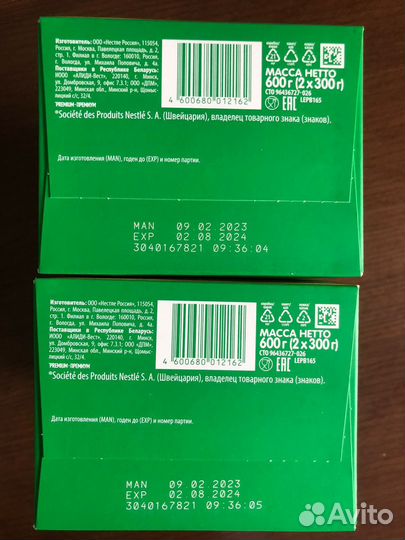 Изготовитель: ООО «Нестле Россия», 115054,
Россия, г. Москва, Павелецкая площадь, д. 2,
стр. 1. Филиал в г. Вологде: 160010, Россия,
г. Вологда, ул. Михаила Поповича, д. 4а.
Поставщики в Республику Беларусь:
ИООО «АЛИДИ-Вест», 220140, г. Минск,
ул. Домбровская, 9, офис 7.3.1; ООО «ДПМ»,
223049, Минская обл., Минский р-н, Щомыс-
лицкий с/с, 32/4.
PREMIUM-ПРЕМИУМ
4 600680 012162
МАССА НЕТТО
600 г (2 x 300 г)
СТО 96436727-026
EAC LEPB165
*Société des Produits Nestlé S. A. (Швейцария), владелец товарного знака (знаков).
Дата изготовления (MAN), годен до (EXP) и номер партии.
MAN 09.02.2023
EXP 02.08.2024
3040167821 09:36:04
Изготовитель: ООО «Нестле Россия», 115054,
Россия, г. Москва, Павелецкая площадь, д. 2,
стр. 1. Филиал в г. Вологде: 160010, Россия,
г. Вологда, ул. Михаила Поповича, д. 4а.
Поставщики в Республику Беларусь:
ИООО «АЛИДИ-Вест», 220140, г. Минск,
ул. Домбровская, 9, офис 7.3.1; ООО «ДПМ»,
223049, Минская обл., Минский р-н, Щомыс-
лицкий с/с, 32/4.
PREMIUM-ПРЕМИУМ
4 600680 012162
МАССА НЕТТО
600 г (2 x 300 г)
СТО 96436727-026
EAC LEPB165
*Société des Produits Nestlé S. A. (Швейцария), владелец товарного знака (знаков).
Дата изготовления (MAN), годен до (EXP) и номер партии.
MAN 09.02.2023
EXP 02.08.2024
3040167821 09:36:05
Avito